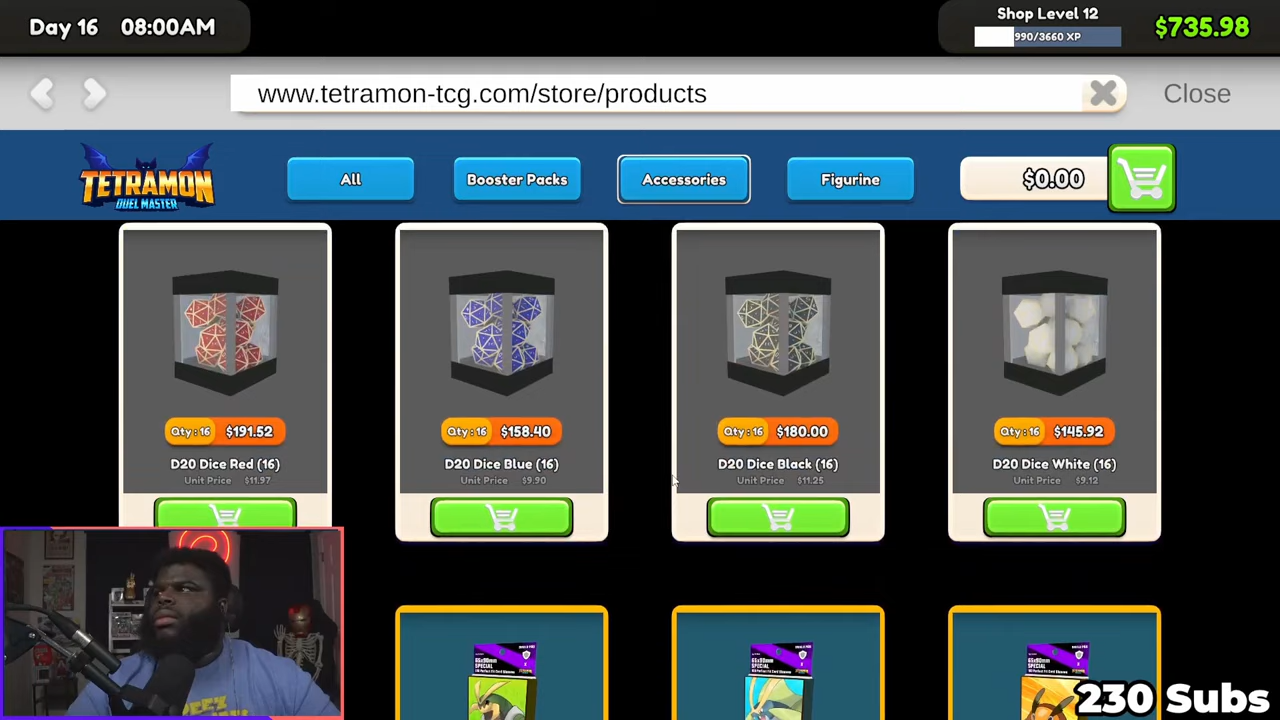 Day 16 08:00AM
Shop Level 12
990/3660 XP
$735.98
www.tetramon-tcg.com/store/products
Close
TETRAMON
DUEL MASTER
All
Booster Packs
Accessories
Figurine
$0.00
Qty : 16 $191.52
D20 Dice Red (16)
Unit Price $11.97
Qty : 16 $158.40
D20 Dice Blue (16)
Unit Price $9.90
Qty : 16 $180.00
D20 Dice Black (16)
Unit Price $11.25
Qty : 16 $145.92
D20 Dice White (16)
Unit Price $9.12
SPECIAL
SPECIAL
SPECIAL
230 Subs